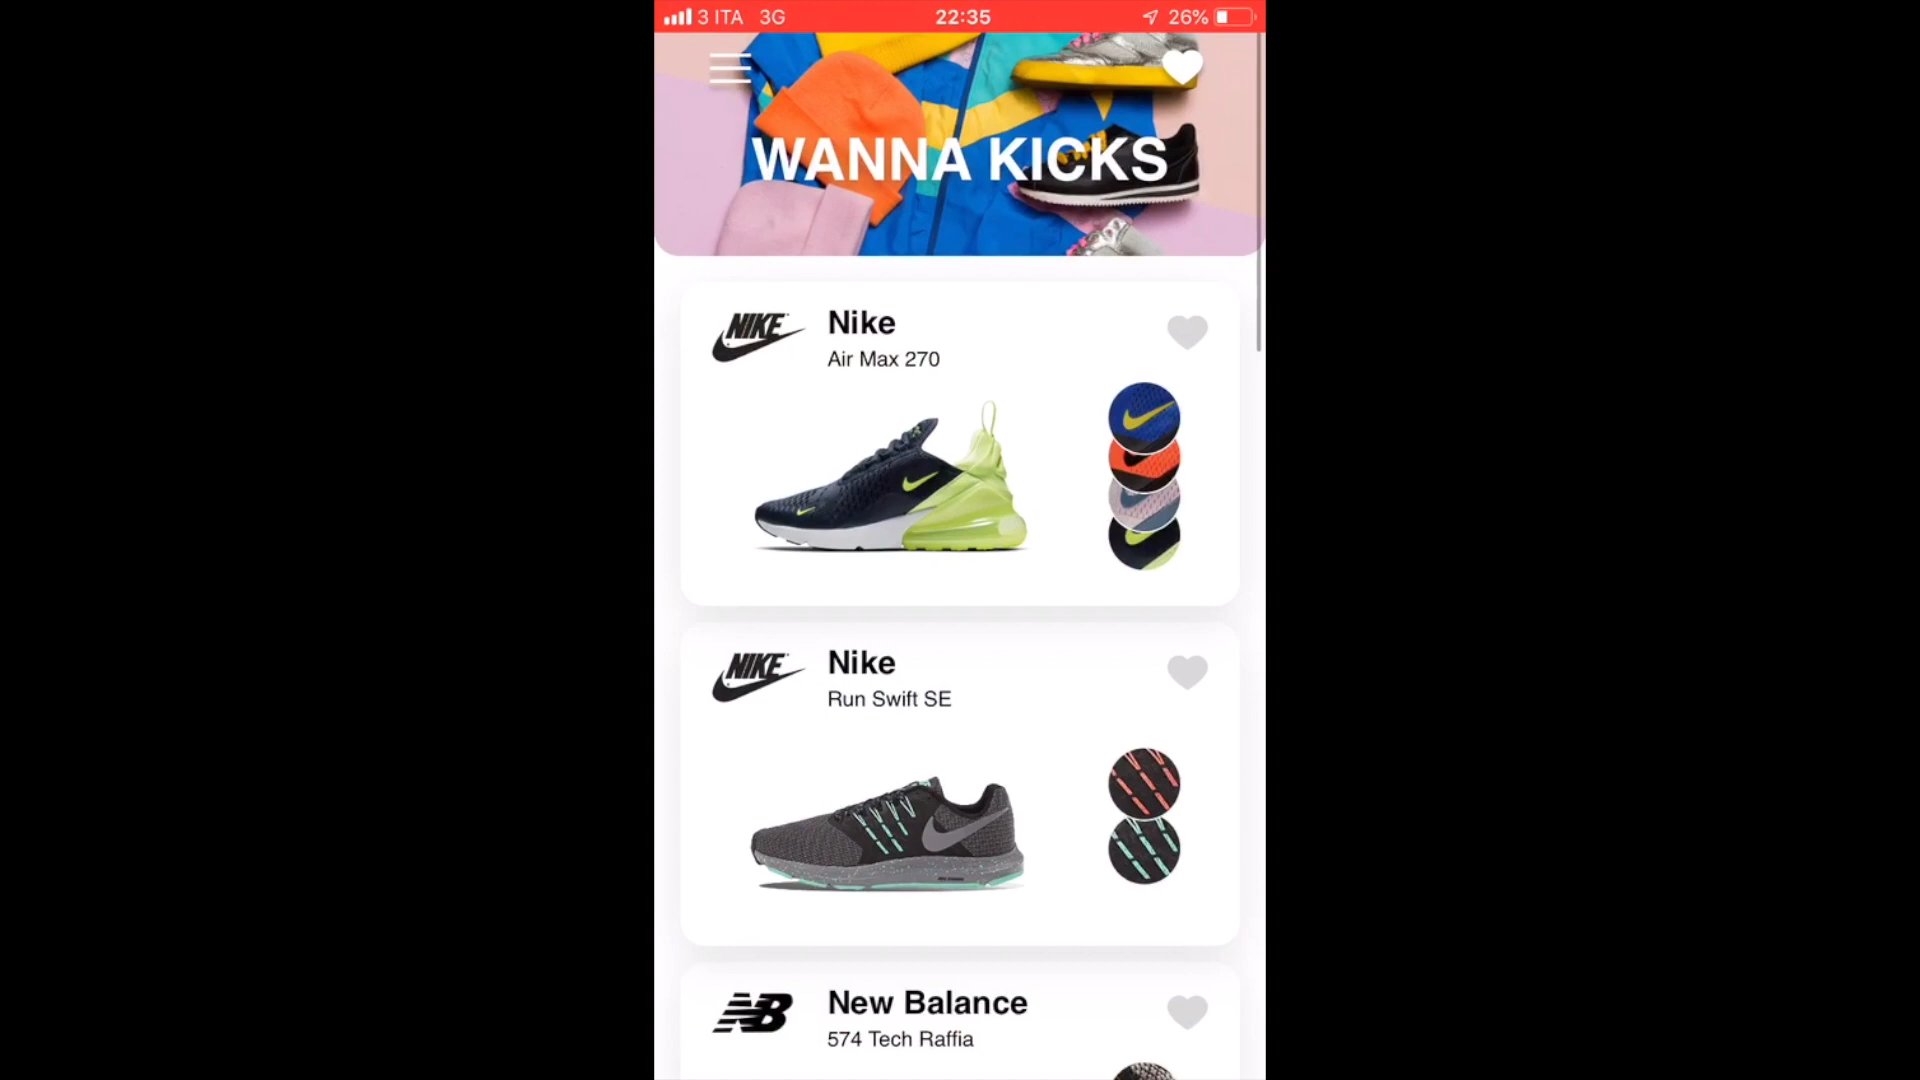 3 ITA 3G 22:35 26%
WANNA KICKS
NIKE Nike
Air Max 270
NIKE Nike
Run Swift SE
NB New Balance
574 Tech Raffia